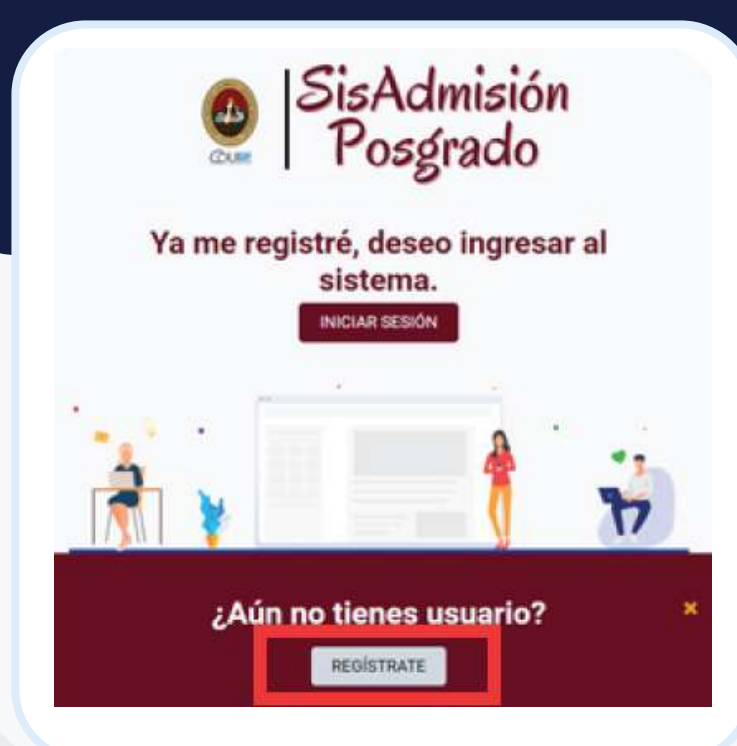 SisAdmisión
Posgrado
Ya me registré, deseo ingresar al
sistema.
INICIAR SESIÓN
¿Aún no tienes usuario?
REGÍSTRATE